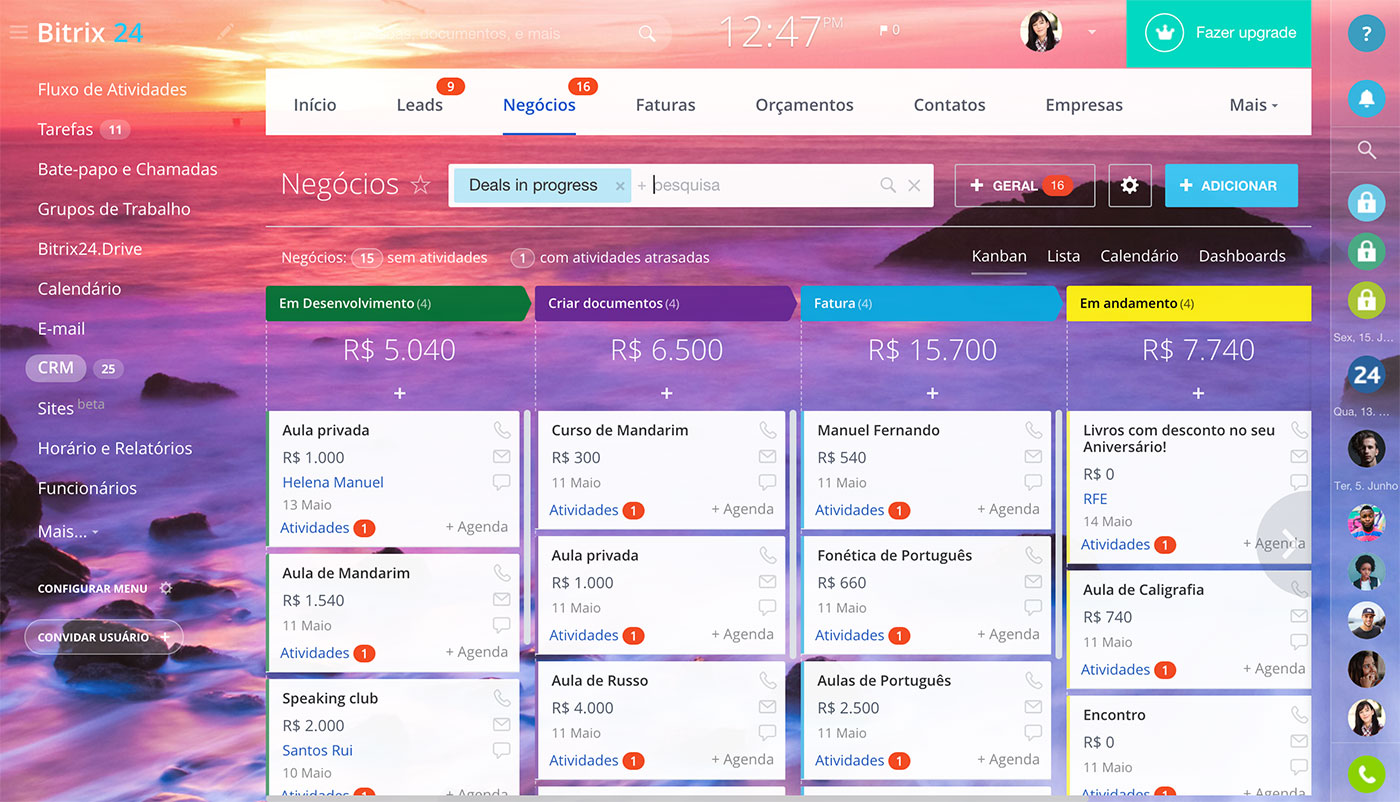 Bitrix 24
documentos, e mais
12:47 PM
0
Fazer upgrade
?
Fluxo de Atividades
Tarefas 11
Bate-papo e Chamadas
Grupos de Trabalho
Bitrix24.Drive
Calendário
E-mail
CRM 25
Sites beta
Horário e Relatórios
Funcionários
Mais...
CONFIGURAR MENU
CONVIDAR USUÁRIO +
Início
Leads 9
Negócios 16
Faturas
Orçamentos
Contatos
Empresas
Mais
Negócios
Deals in progress × + pesquisa
+ GERAL 16
+ ADICIONAR
Negócios: 15 sem atividades 1 com atividades atrasadas
Kanban Lista Calendário Dashboards
Em Desenvolvimento (4)
R$ 5.040
+
Aula privada
R$ 1.000
Helena Manuel
13 Maio
Atividades 1 + Agenda
Aula de Mandarim
R$ 1.540
11 Maio
Atividades 1 + Agenda
Speaking club
R$ 2.000
Santos Rui
10 Maio
Atividades 1 + Agenda
Criar documentos (4)
R$ 6.500
+
Curso de Mandarim
R$ 300
11 Maio
Atividades 1 + Agenda
Aula privada
R$ 1.000
11 Maio
Atividades 1 + Agenda
Aula de Russo
R$ 4.000
11 Maio
Atividades 1 + Agenda
Fatura (4)
R$ 15.700
+
Manuel Fernando
R$ 540
11 Maio
Atividades 1 + Agenda
Fonética de Português
R$ 660
11 Maio
Atividades 1 + Agenda
Aulas de Português
R$ 2.500
11 Maio
Atividades 1 + Agenda
Em andamento (4)
R$ 7.740
+
Livros com desconto no seu
Aniversário!
R$ 0
RFE
14 Maio
Atividades 1 + Agenda
Aula de Caligrafia
R$ 740
11 Maio
Atividades 1 + Agenda
Encontro
R$ 0
11 Maio
Atividades 1 + Agenda
Sex, 15. J...
24
Qua, 13. ...
Ter, 5. Junho